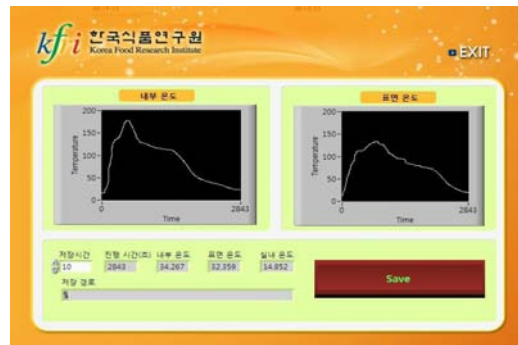 kfri 한국식품연구원
Korea Food Research Institute
EXIT
내부 온도
표면 온도
Temperature
200
150
100
50
0
0
2843
Time
Temperature
200
150
100
50
0
0
2843
Time
저장시간 진행 시간(초) 내부 온도 표면 온도 실내 온도
10 2843 34.267 32.359 14.852
저장 경로
Save